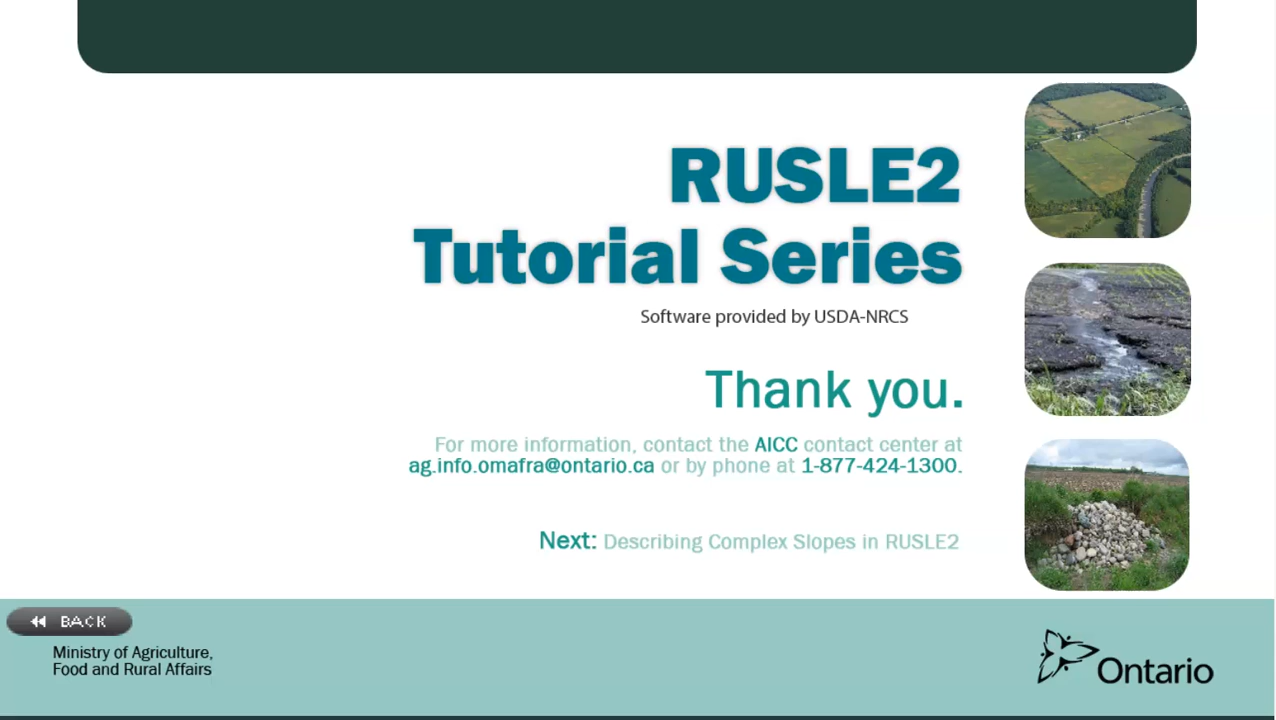 RUSLE2
Tutorial Series
Software provided by USDA-NRCS
Thank you.
For more information, contact the AICC contact center at
ag.info.omafra@ontario.ca or by phone at 1-877-424-1300.
Next: Describing Complex Slopes in RUSLE2
BACK
Ministry of Agriculture,
Food and Rural Affairs
Ontario